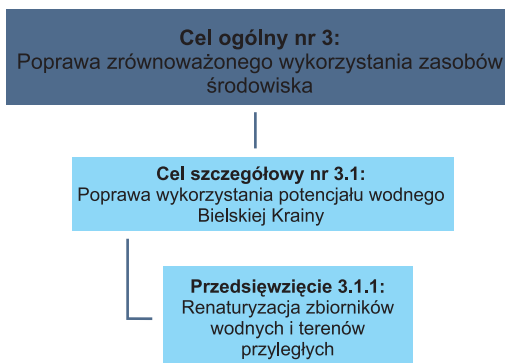 Cel ogólny nr 3:
Poprawa zrównoważonego wykorzystania zasobów
środowiska
Cel szczegółowy nr 3.1:
Poprawa wykorzystania potencjału wodnego
Bielskiej Krainy
Przedsięwzięcie 3.1.1:
Renaturyzacja zbiorników
wodnych i terenów
przyległych